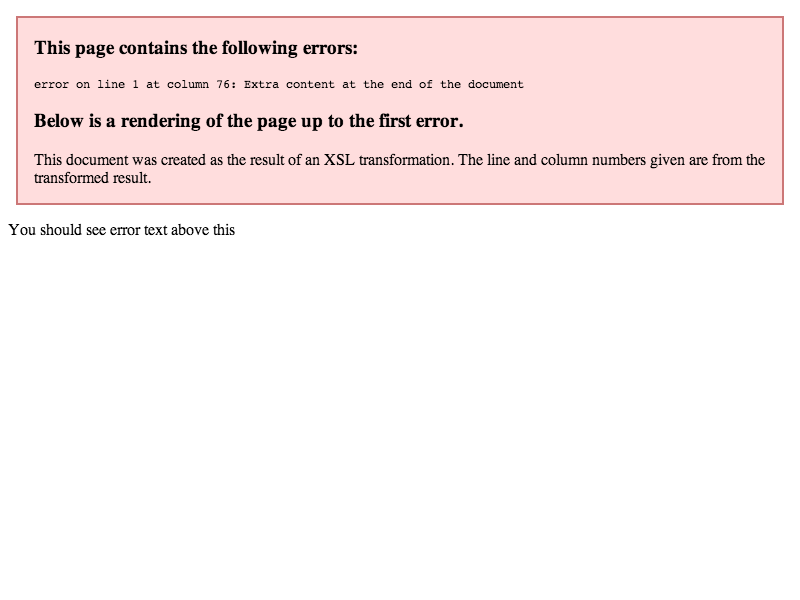 This page contains the following errors:
error on line 1 at column 76: Extra content at the end of the document
Below is a rendering of the page up to the first error.
This document was created as the result of an XSL transformation. The line and column numbers given are from the
transformed result.
You should see error text above this